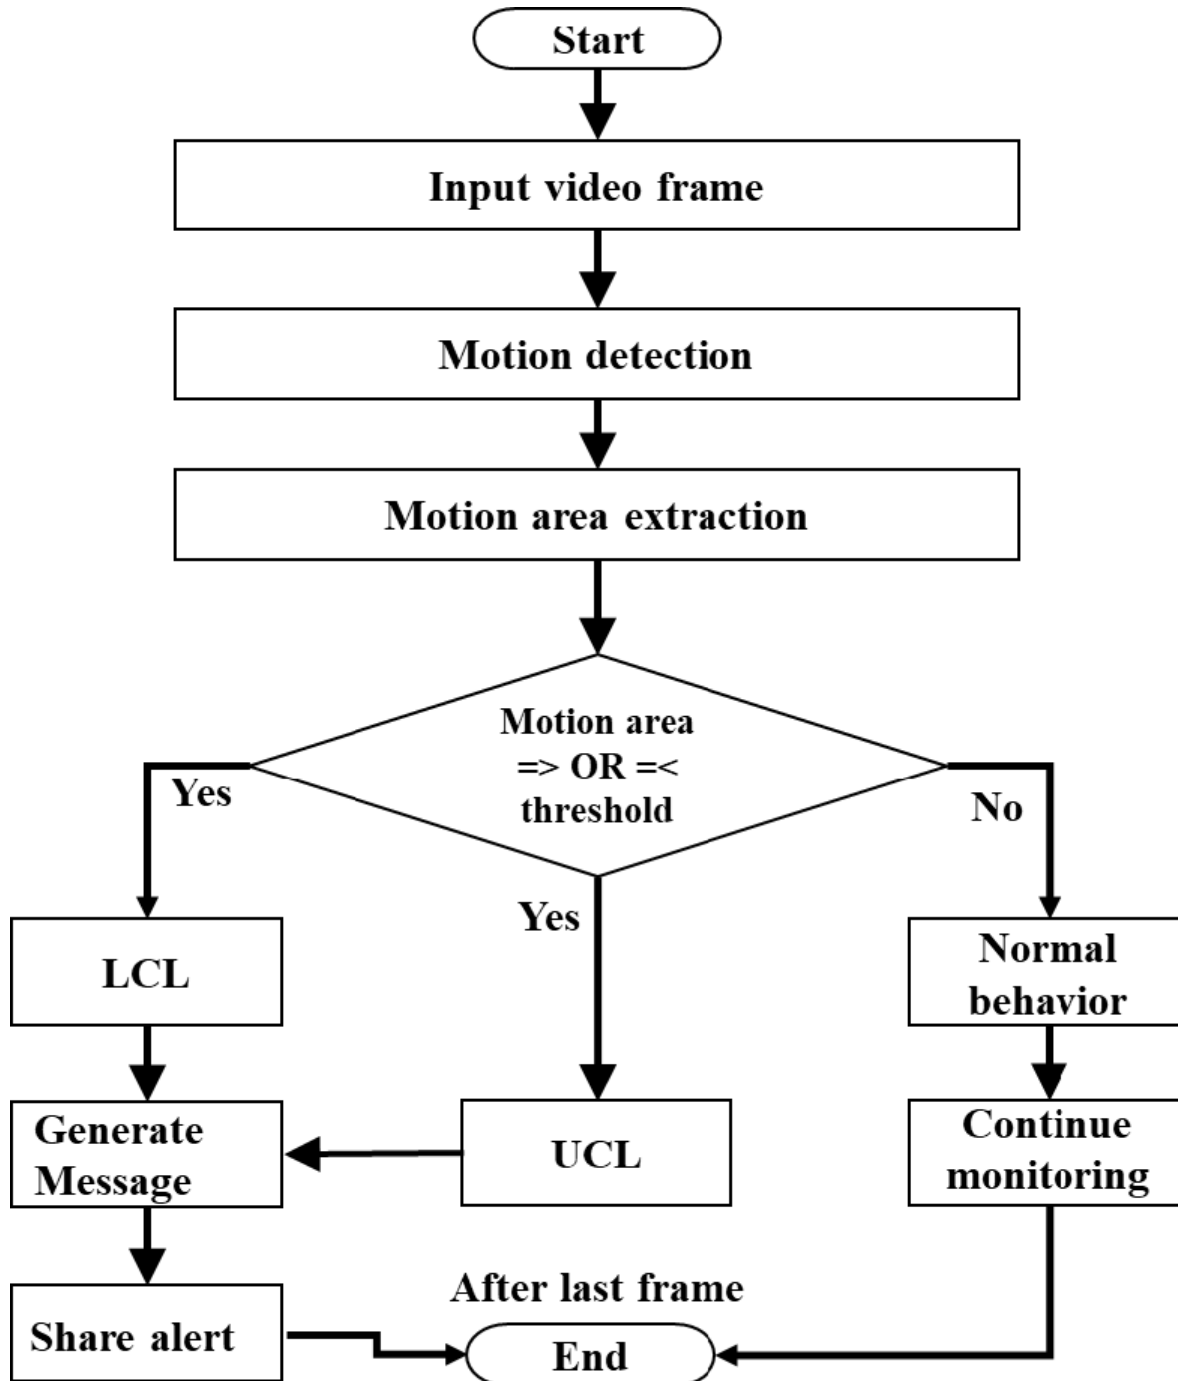 Start
Input video frame
Motion detection
Motion area extraction
Motion area
=> OR =<
threshold
Yes
No
Yes
LCL
Normal
behavior
Generate
Message
UCL
Continue
monitoring
Share alert
After last frame
End